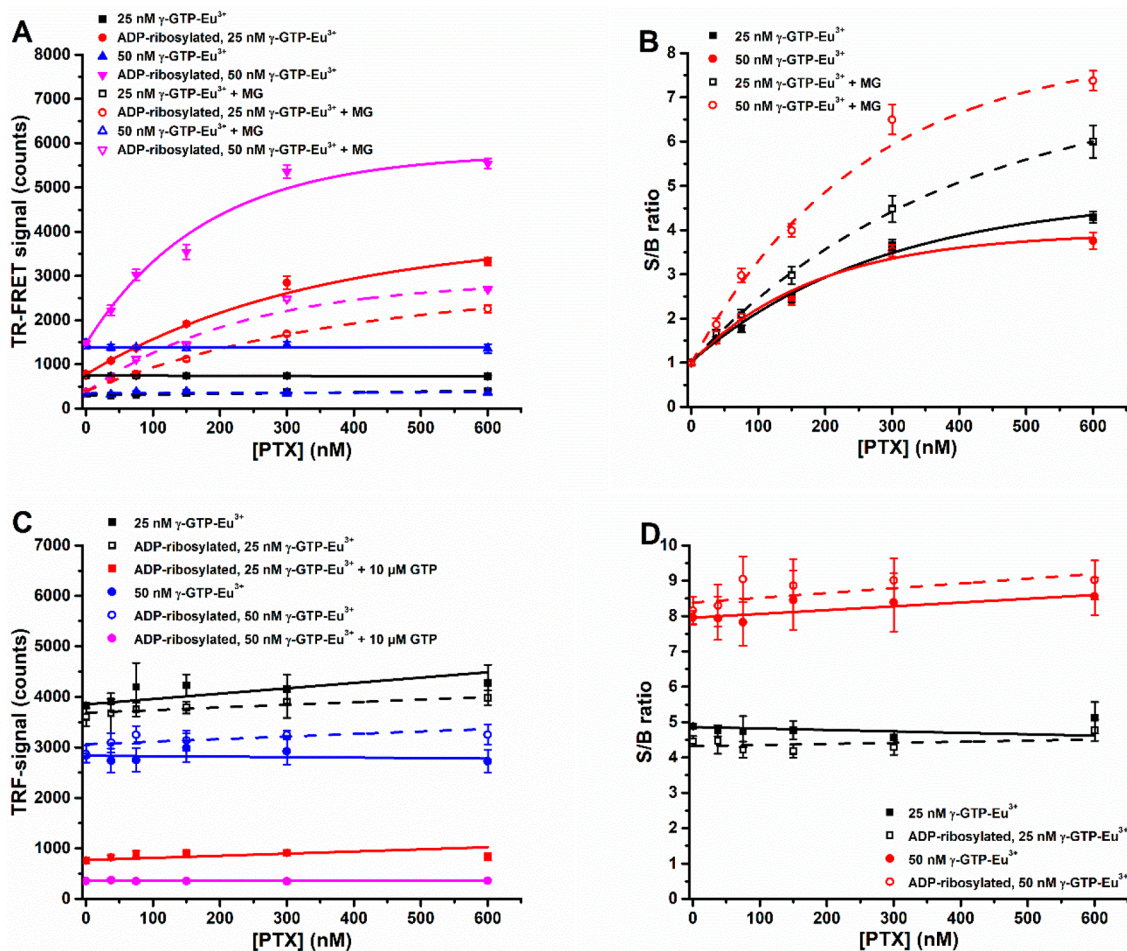 A
25 nM γ-GTP-Eu³⁺
ADP-ribosylated, 25 nM γ-GTP-Eu³⁺
50 nM γ-GTP-Eu³⁺
ADP-ribosylated, 50 nM γ-GTP-Eu³⁺
25 nM γ-GTP-Eu³⁺ + MG
ADP-ribosylated, 25 nM γ-GTP-Eu³⁺ + MG
50 nM γ-GTP-Eu³⁺ + MG
ADP-ribosylated, 50 nM γ-GTP-Eu³⁺ + MG
TR-FRET signal (counts)
8000
7000
6000
5000
4000
3000
2000
1000
0
0 100 200 300 400 500 600
[PTX] (nM)
B
25 nM γ-GTP-Eu³⁺
50 nM γ-GTP-Eu³⁺
25 nM γ-GTP-Eu³⁺ + MG
50 nM γ-GTP-Eu³⁺ + MG
S/B ratio
8
7
6
5
4
3
2
1
0
0 100 200 300 400 500 600
[PTX] (nM)
C
25 nM γ-GTP-Eu³⁺
ADP-ribosylated, 25 nM γ-GTP-Eu³⁺
ADP-ribosylated, 25 nM γ-GTP-Eu³⁺ + 10 µM GTP
50 nM γ-GTP-Eu³⁺
ADP-ribosylated, 50 nM γ-GTP-Eu³⁺
ADP-ribosylated, 50 nM γ-GTP-Eu³⁺ + 10 µM GTP
TRF-signal (counts)
7000
6000
5000
4000
3000
2000
1000
0
0 100 200 300 400 500 600
[PTX] (nM)
D
S/B ratio
10
9
8
7
6
5
4
3
2
1
0
25 nM γ-GTP-Eu³⁺
ADP-ribosylated, 25 nM γ-GTP-Eu³⁺
50 nM γ-GTP-Eu³⁺
ADP-ribosylated, 50 nM γ-GTP-Eu³⁺
0 100 200 300 400 500 600
[PTX] (nM)